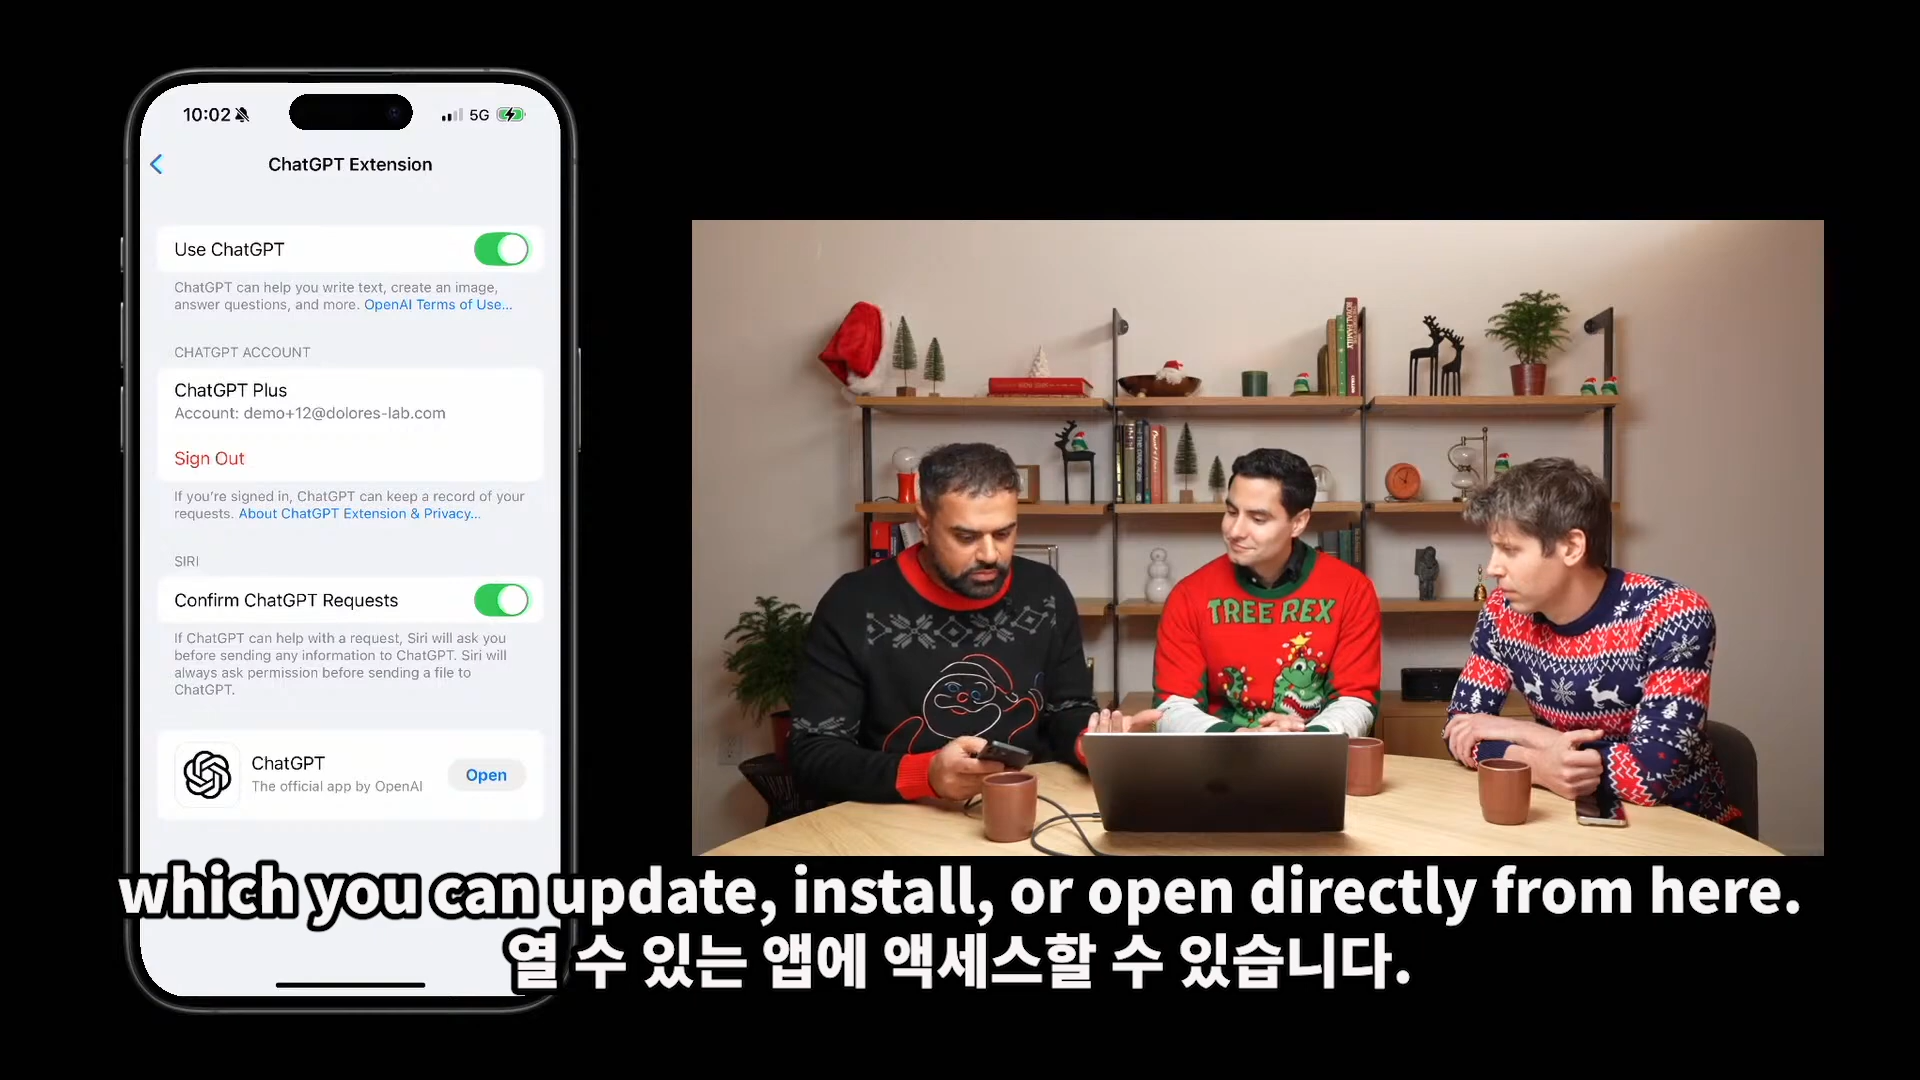 10:02
5G
ChatGPT Extension
Use ChatGPT
ChatGPT can help you write text, create an image,
answer questions, and more. OpenAI Terms of Use...
CHATGPT ACCOUNT
ChatGPT Plus
Account: demo+12@dolores-lab.com
Sign Out
If you're signed in, ChatGPT can keep a record of your
requests. About ChatGPT Extension & Privacy...
SIRI
Confirm ChatGPT Requests
If ChatGPT can help with a request, Siri will ask you
before sending any information to ChatGPT. Siri will
always ask permission before sending a file to
ChatGPT.
ChatGPT
The official app by OpenAI
Open
TREE REX
which you can update, install, or open directly from here.
열 수 있는 앱에 액세스할 수 있습니다.